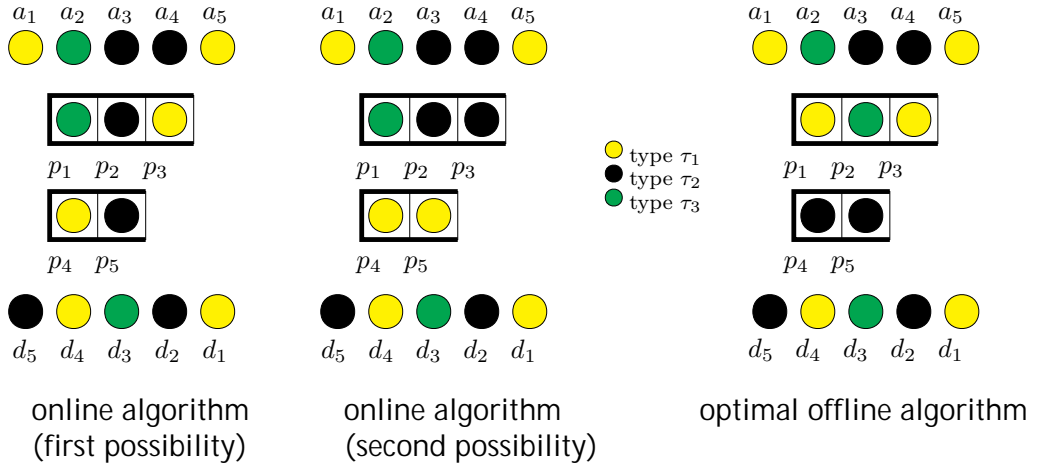 a₁ a₂ a₃ a₄ a₅
p₁ p₂ p₃
p₄ p₅
d₅ d₄ d₃ d₂ d₁
online algorithm
(first possibility)
a₁ a₂ a₃ a₄ a₅
p₁ p₂ p₃
p₄ p₅
d₅ d₄ d₃ d₂ d₁
online algorithm
(second possibility)
type τ₁
type τ₂
type τ₃
a₁ a₂ a₃ a₄ a₅
p₁ p₂ p₃
p₄ p₅
d₅ d₄ d₃ d₂ d₁
optimal offline algorithm